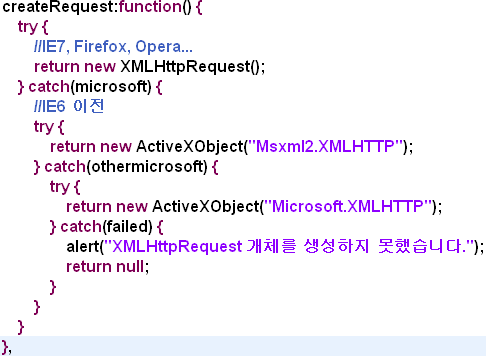 createRequest:function() {
try {
//IE7, Firefox, Opera...
return new XMLHttpRequest();
} catch(microsoft) {
//IE6 이전
try {
return new ActiveXObject("Msxml2.XMLHTTP");
} catch(othermicrosoft) {
try {
return new ActiveXObject("Microsoft.XMLHTTP");
} catch(failed) {
alert("XMLHttpRequest 개체를 생성하지 못했습니다.");
return null;
}
}
}
},